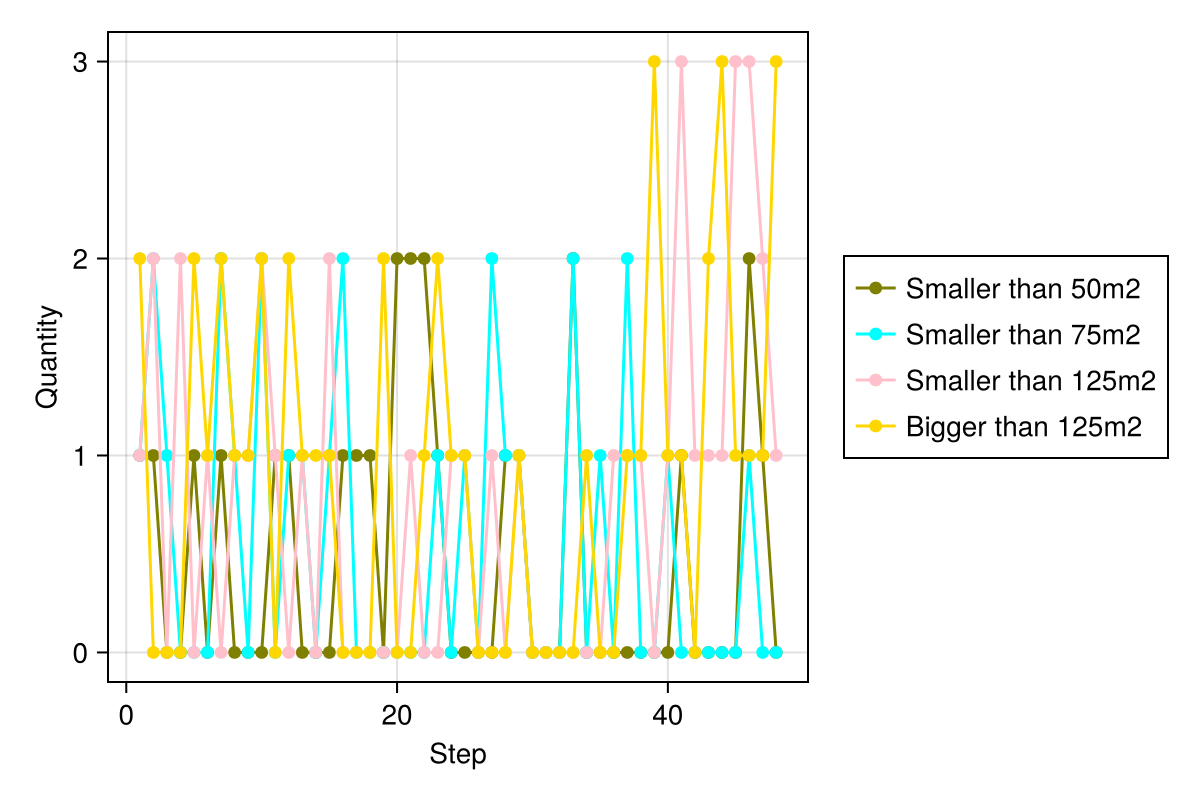 3
2
1
0
Quantity
0
20
40
Step
Smaller than 50m2
Smaller than 75m2
Smaller than 125m2
Bigger than 125m2